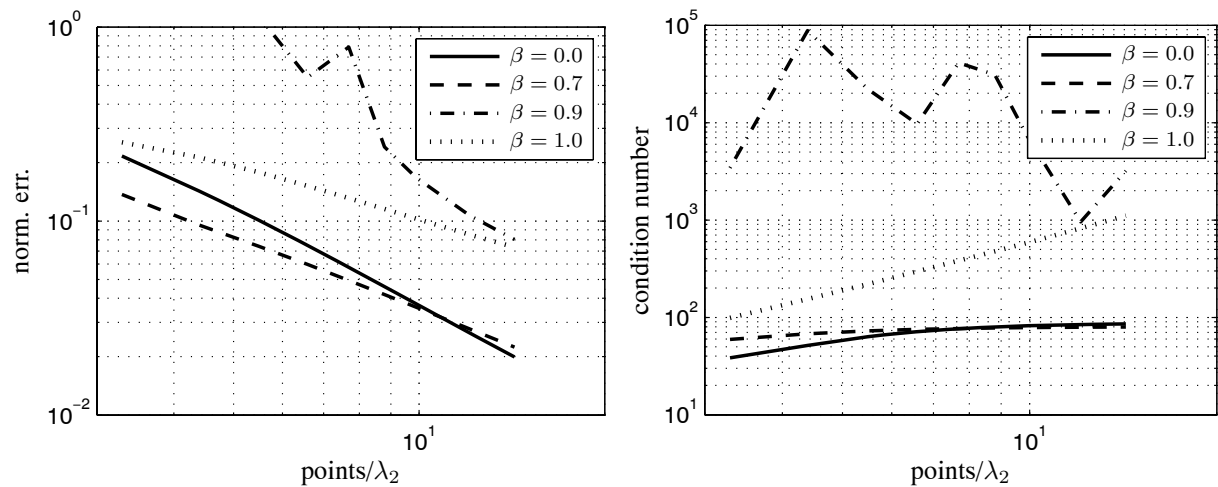 norm. err.
10^0
10^{-1}
10^{-2}
10^1
points/λ₂
β = 0.0
β = 0.7
β = 0.9
β = 1.0
condition number
10^5
10^4
10^3
10^2
10^1
10^1
points/λ₂
β = 0.0
β = 0.7
β = 0.9
β = 1.0